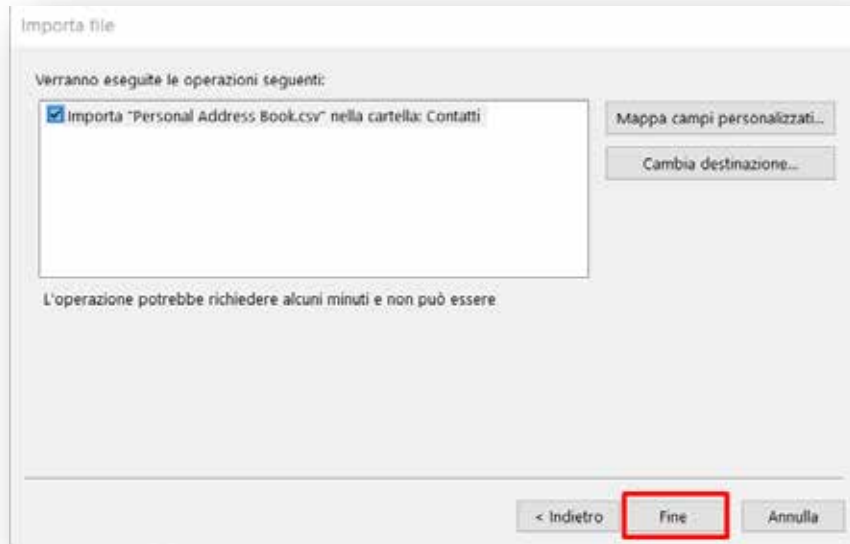 Importa file
Verranno eseguite le operazioni seguenti:
Importa "Personal Address Book.csv" nella cartella: Contatti
Mappa campi personalizzati...
Cambia destinazione...
L'operazione potrebbe richiedere alcuni minuti e non può essere
< Indietro
Fine
Annulla